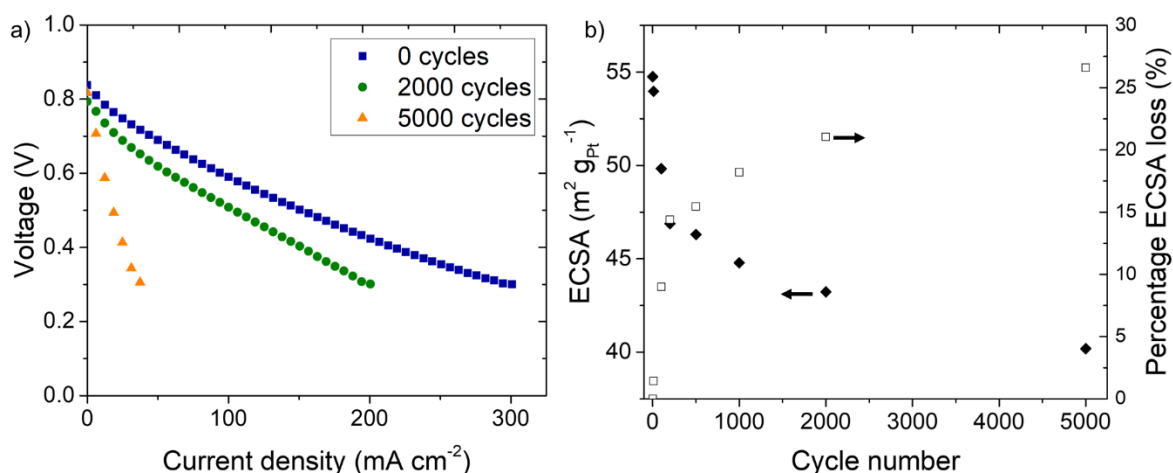 a)
1.0
0.8
0.6
0.4
0.2
0.0
Voltage (V)
0 cycles
2000 cycles
5000 cycles
0 100 200 300
Current density (mA cm⁻²)
b)
55
50
45
40
ECSA (m² g_Pt⁻¹)
30
25
20
15
10
5
0
Percentage ECSA loss (%)
0 1000 2000 3000 4000 5000
Cycle number